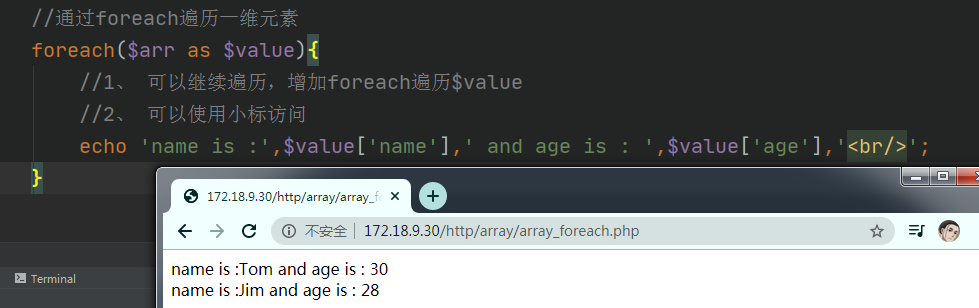 //通过foreach遍历一维元素
foreach($arr as $value){
//1、 可以继续遍历，增加foreach遍历$value
//2、 可以使用小标访问
echo 'name is :',$value['name'],' and age is : ',$value['age'],'<br/>';
}
172.18.9.30/http/array/array_f
不安全 | 172.18.9.30/http/array/array_foreach.php
name is :Tom and age is : 30
name is :Jim and age is : 28
Terminal